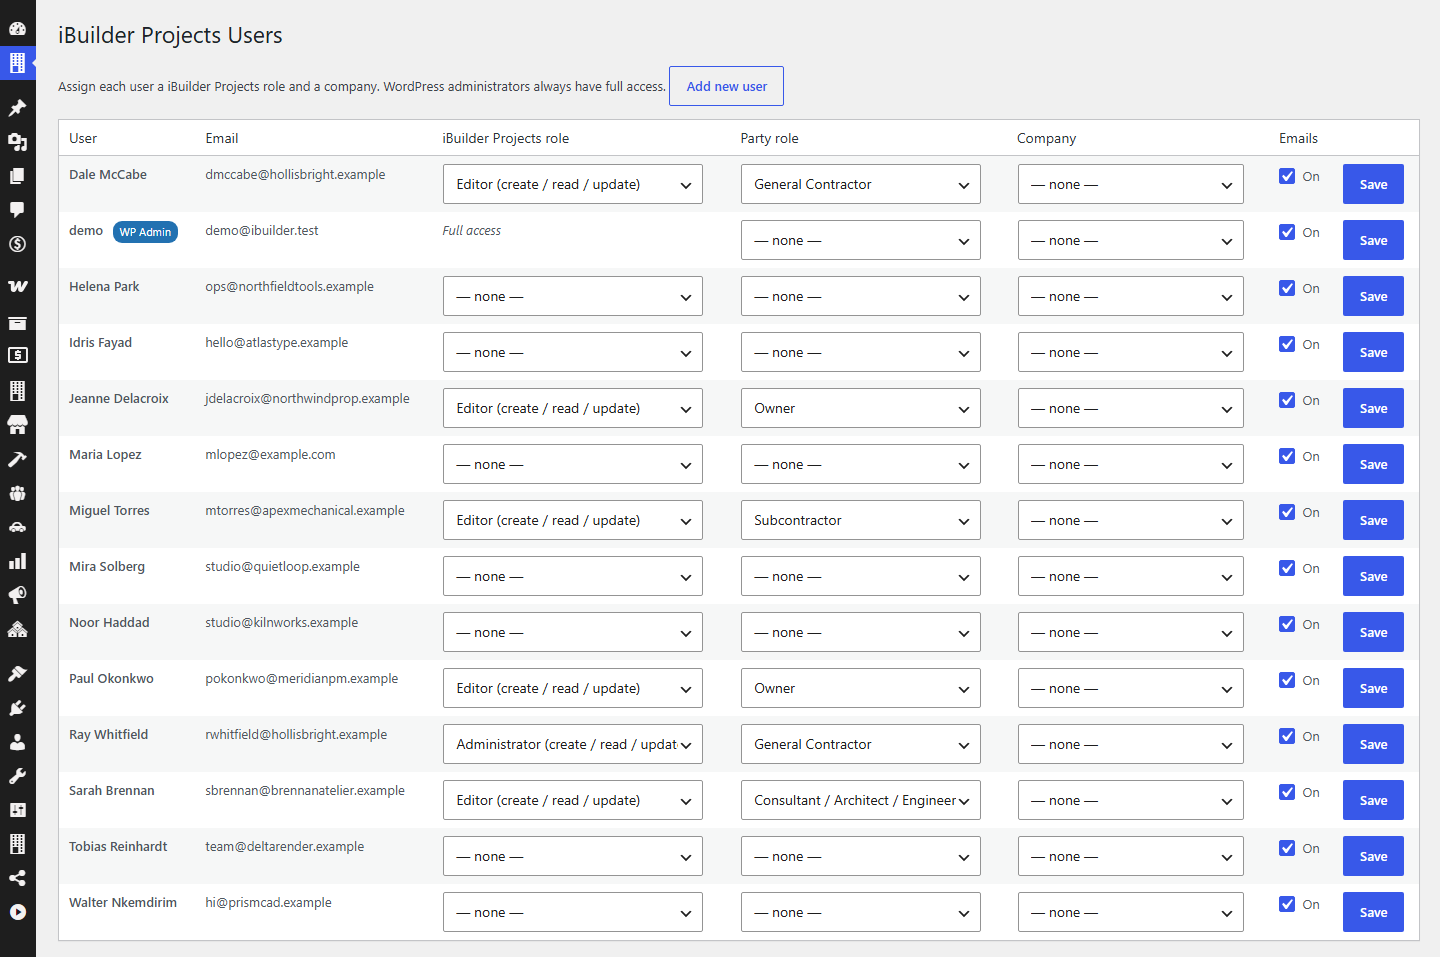 iBuilder Projects Users
Assign each user a iBuilder Projects role and a company. WordPress administrators always have full access. Add new user
User Email iBuilder Projects role Party role Company Emails
Dale McCabe dmccabe@hollisbright.example Editor (create / read / update) General Contractor — none — On Save
demo WP Admin demo@ibuilder.test Full access — none — — none — On Save
Helena Park ops@northfieldtools.example — none — — none — — none — On Save
Idris Fayad hello@atlastype.example — none — — none — — none — On Save
Jeanne Delacroix jdelacroix@northwindprop.example Editor (create / read / update) Owner — none — On Save
Maria Lopez mlopez@example.com — none — — none — — none — On Save
Miguel Torres mtorres@apexmechanical.example Editor (create / read / update) Subcontractor — none — On Save
Mira Solberg studio@quietloop.example — none — — none — — none — On Save
Noor Haddad studio@kilnworks.example — none — — none — — none — On Save
Paul Okonkwo pokonkwo@meridianpm.example Editor (create / read / update) Owner — none — On Save
Ray Whitfield rwhitfield@hollisbright.example Administrator (create / read / updat General Contractor — none — On Save
Sarah Brennan sbrennan@brennanatelier.example Editor (create / read / update) Consultant / Architect / Engineer — none — On Save
Tobias Reinhardt team@deltarender.example — none — — none — — none — On Save
Walter Nkemdirim hi@prismcad.example — none — — none — — none — On Save